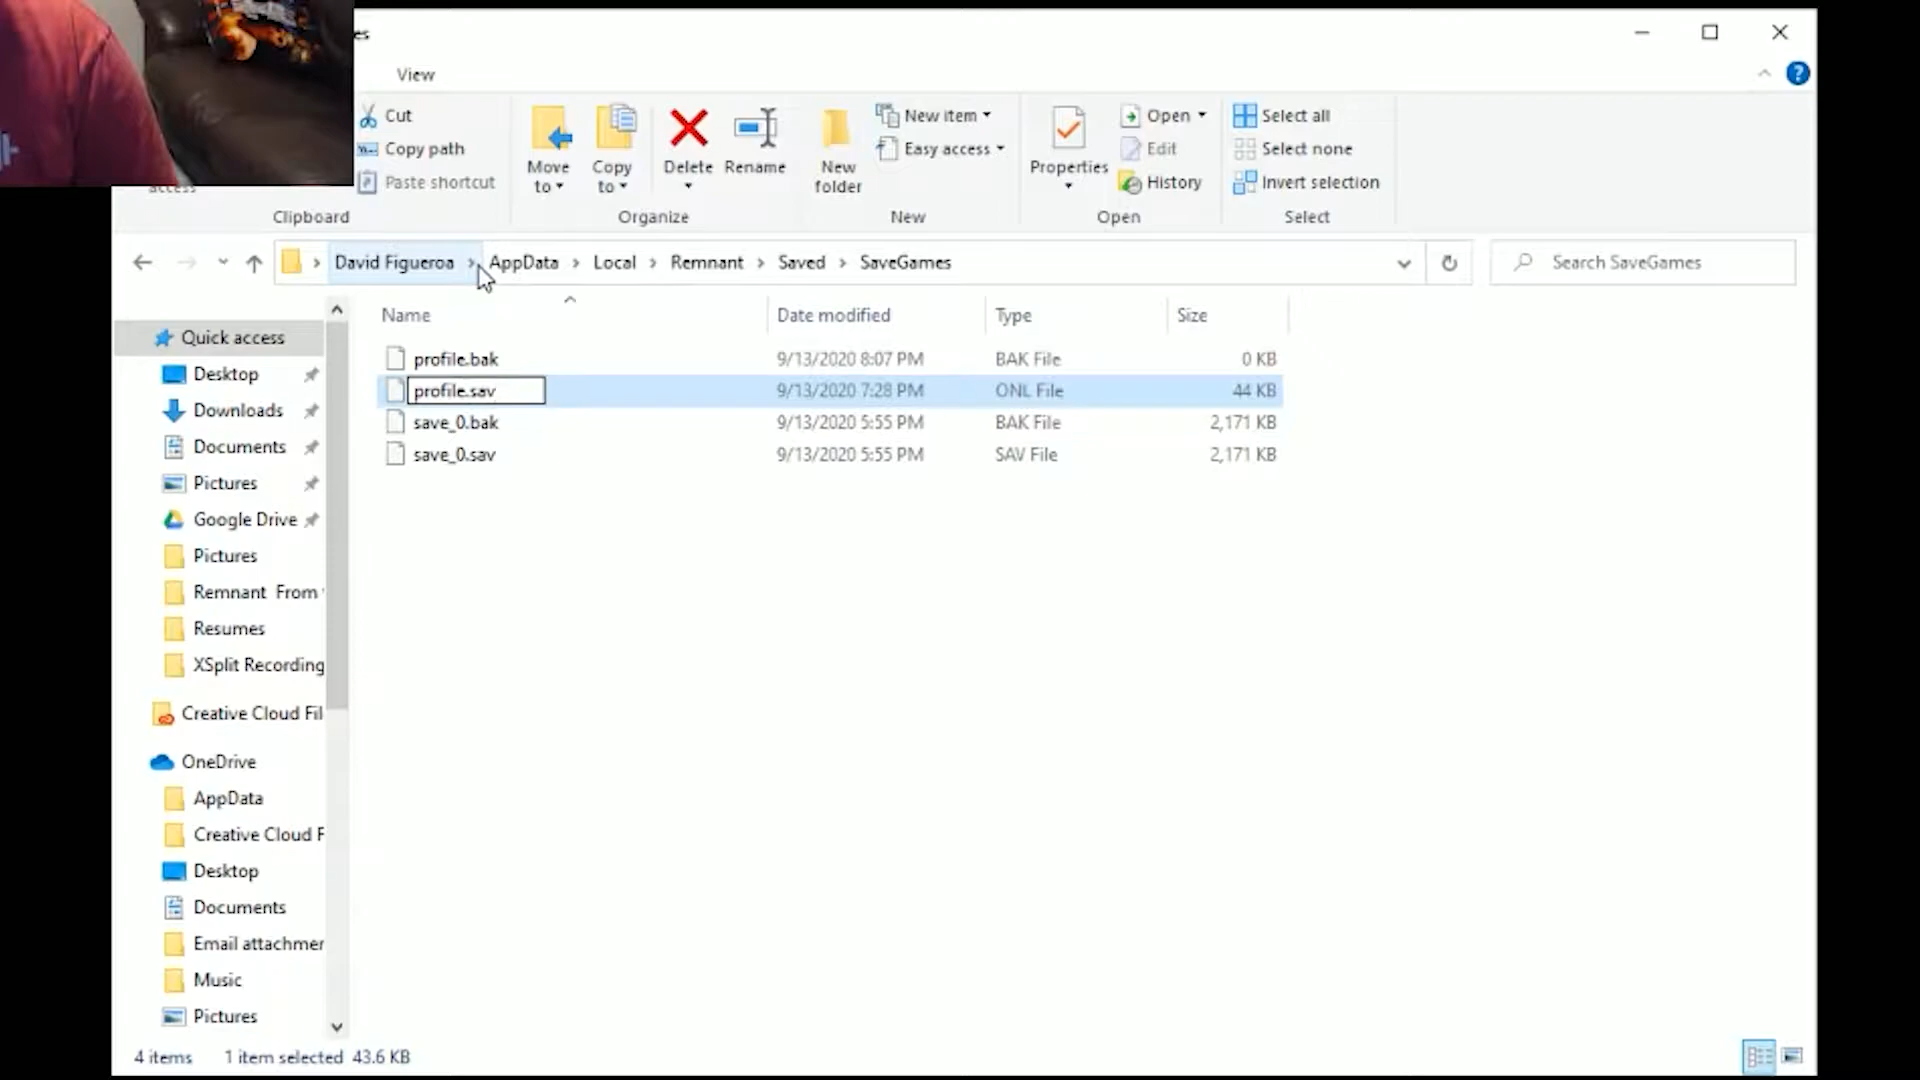 es
View
Cut
Copy path
Paste shortcut
access
Clipboard
Move to
Copy to
Delete
Rename
Organize
New folder
New item
Easy access
New
Properties
Open
Edit
History
Open
Select all
Select none
Invert selection
Select
David Figueroa > AppData > Local > Remnant > Saved > SaveGames
Search SaveGames
Name Date modified Type Size
profile.bak 9/13/2020 8:07 PM BAK File 0 KB
profile.sav 9/13/2020 7:28 PM ONL File 44 KB
save_0.bak 9/13/2020 5:55 PM BAK File 2,171 KB
save_0.sav 9/13/2020 5:55 PM SAV File 2,171 KB
Quick access
Desktop
Downloads
Documents
Pictures
Google Drive
Pictures
Remnant From
Resumes
XSplit Recording
Creative Cloud Fil
OneDrive
AppData
Creative Cloud F
Desktop
Documents
Email attachmer
Music
Pictures
4 items 1 item selected 43.6 KB